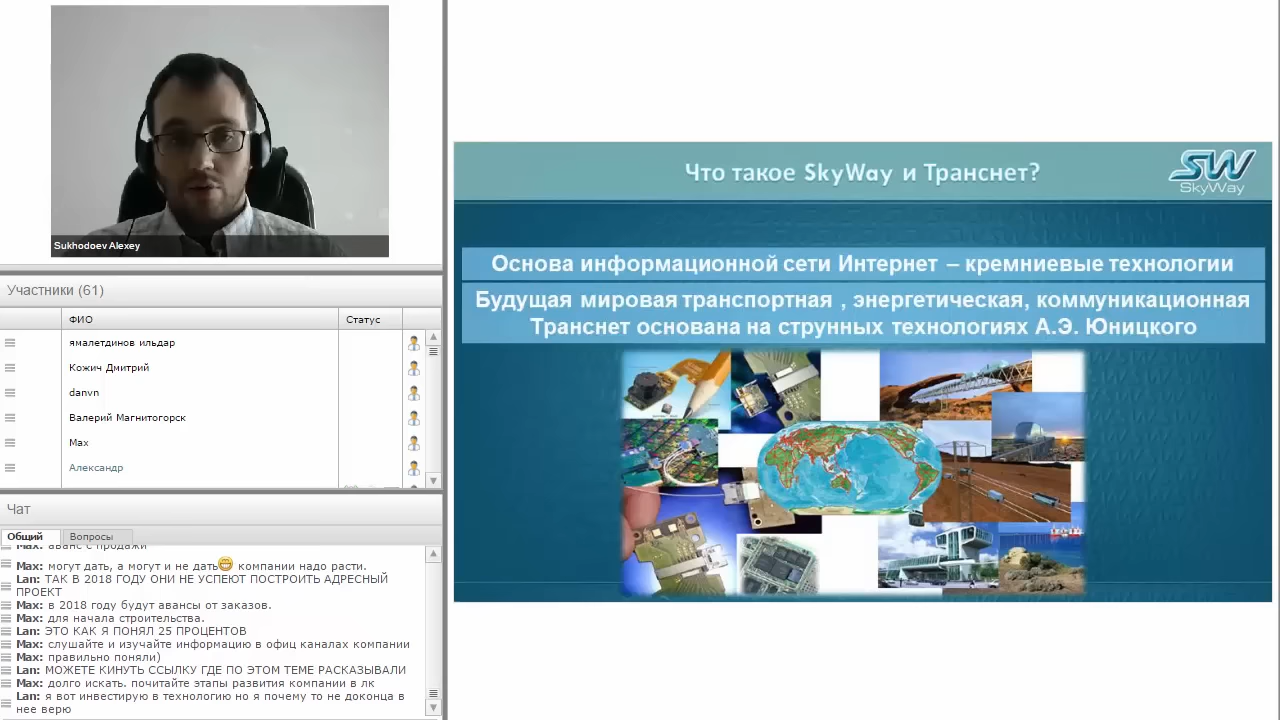 Sukhodoev Alexey
Участники (61)
ФИО
Статус
ямалетдинов ильдар
Кожич Дмитрий
danvn
Валерий Магнитогорск
Max
Александр
Чат
Общий
Вопросы
Max: аванс с продажи
Max: могут дать, а могут и не дать компании надо расти.
Lan: ТАК В 2018 ГОДУ ОНИ НЕ УСПЕЮТ ПОСТРОИТЬ АДРЕСНЫЙ
ПРОЕКТ
Max: в 2018 году будут авансы от заказов.
Max: для начала строительства.
Lan: ЭТО КАК Я ПОНЯЛ 25 ПРОЦЕНТОВ
Max: слушайте и изучайте информацию в офиц каналах компании
Max: правильно поняли)
Lan: МОЖЕТЕ КИНУТЬ ССЫЛКУ ГДЕ ПО ЭТОМ ТЕМЕ РАСКАЗЫВАЛИ
Max: долго искать. почитайте этапы развития компании в лк
Lan: я вот инвестирую в технологию но я почему то не доконца в
нее верю
Что такое SkyWay и Транснет?
SW
SkyWay
Основа информационной сети Интернет – кремниевые технологии
Будущая мировая транспортная , энергетическая, коммуникационная
Транснет основана на струнных технологиях А.Э. Юницкого